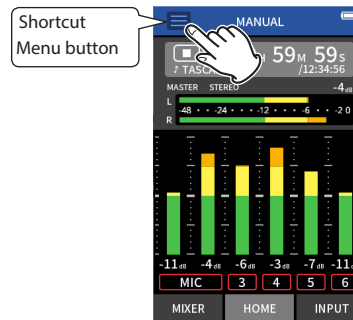 Shortcut
Menu button
MANUAL
59M 59S
♪ TASC
/12:34:56
MASTER STEREO
-4dB
L
-48 · · -24 · · · · -12 · · · -6 · · -2 0
R
-11dB -4dB -6dB -3dB -7dB -11
MIC 3 4 5 6
MIXER HOME INPUT